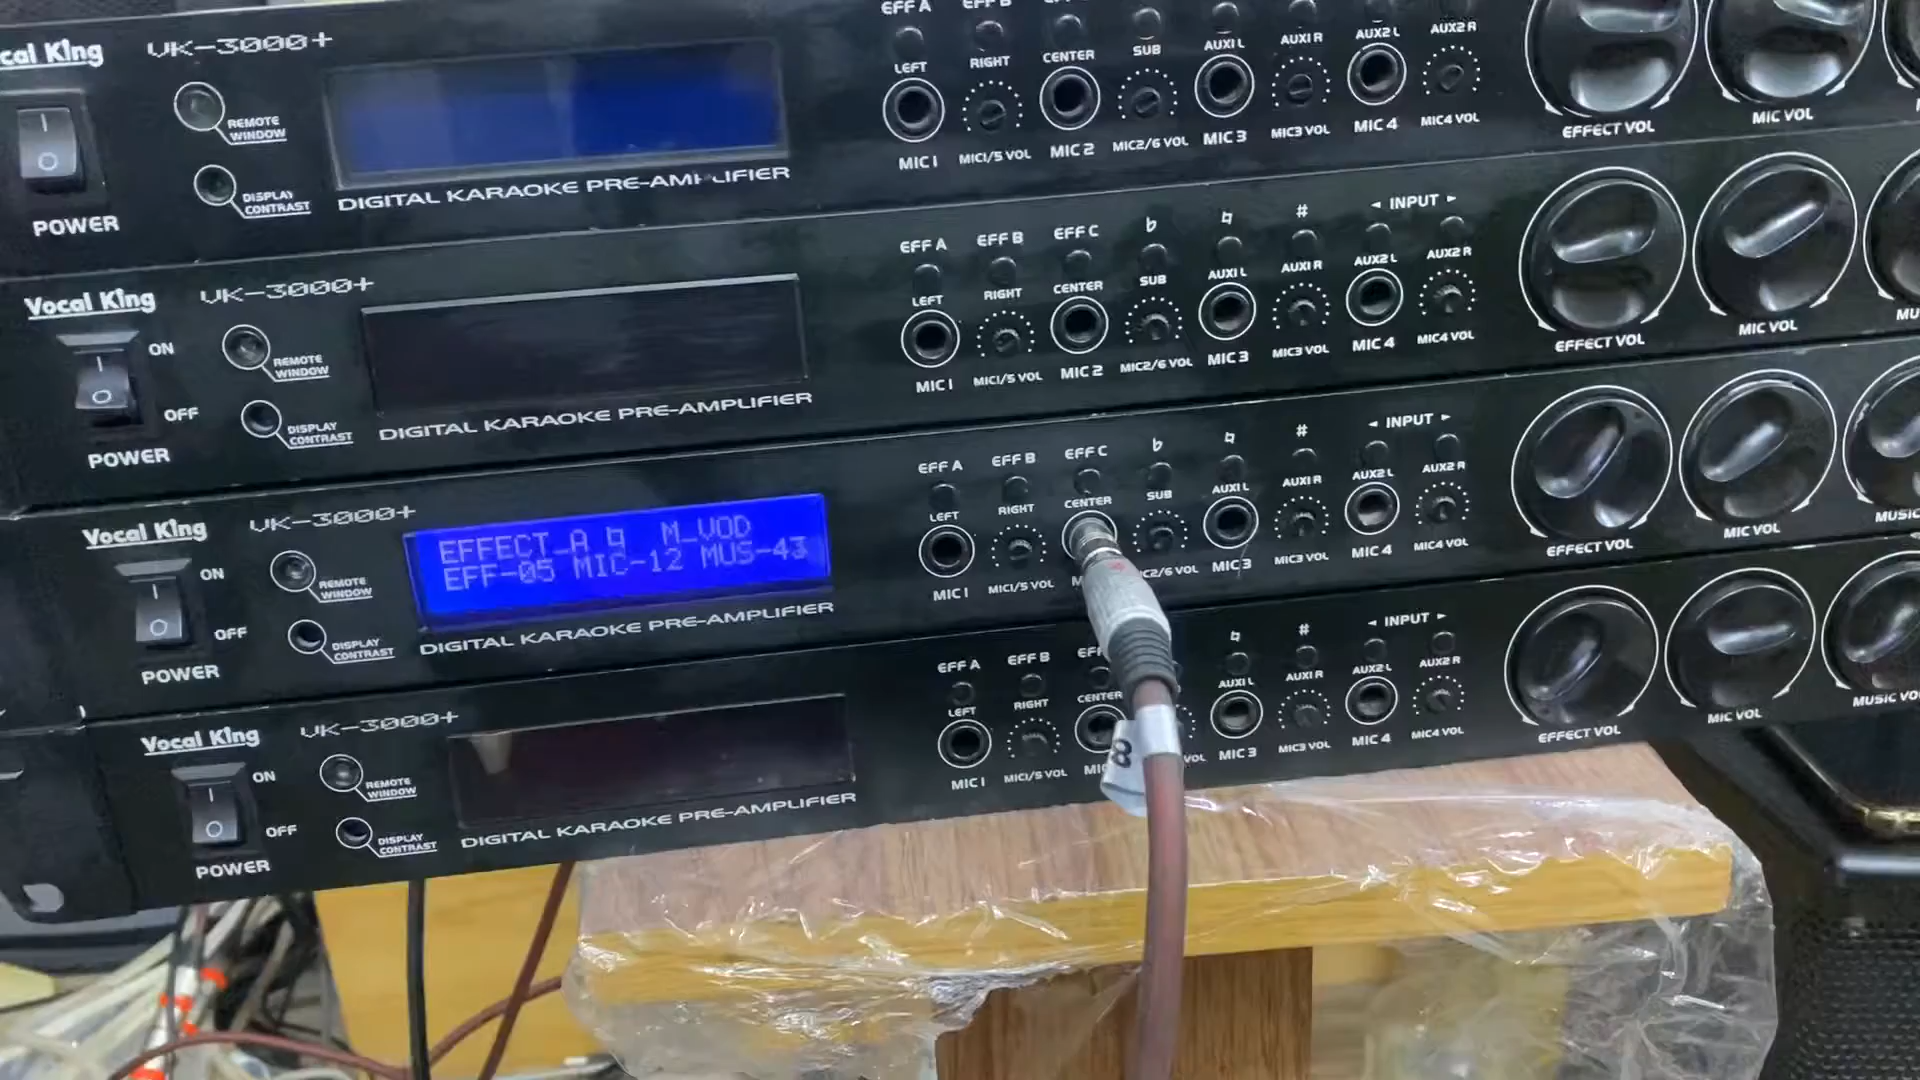 Vocal King VK-3000+
EFF A
LEFT RIGHT CENTER SUB AUX1 L AUX1 R AUX2 L AUX2 R
REMOTE WINDOW
DISPLAY CONTRAST
POWER
DIGITAL KARAOKE PRE-AMPLIFIER
MIC 1 MIC1/5 VOL MIC 2 MIC2/6 VOL MIC 3 MIC3 VOL MIC 4 MIC4 VOL
EFFECT VOL MIC VOL
Vocal King VK-3000+
EFF A EFF B EFF C ♭ ♮ # ◄ INPUT ►
LEFT RIGHT CENTER SUB AUX1 L AUX1 R AUX2 L AUX2 R
ON
OFF
POWER
REMOTE WINDOW
DISPLAY CONTRAST
DIGITAL KARAOKE PRE-AMPLIFIER
MIC 1 MIC1/5 VOL MIC 2 MIC2/6 VOL MIC 3 MIC3 VOL MIC 4 MIC4 VOL
EFFECT VOL MIC VOL
Vocal King VK-3000+
EFF A EFF B EFF C ♭ ♮ # ◄ INPUT ►
LEFT RIGHT CENTER SUB AUX1 L AUX1 R AUX2 L AUX2 R
EFFECT_A ♮ M_VOD
EFF-05 MIC-12 MUS-43
ON
OFF
POWER
REMOTE WINDOW
DISPLAY CONTRAST
DIGITAL KARAOKE PRE-AMPLIFIER
MIC 1 MIC1/5 VOL MIC 3 MIC3 VOL MIC 4 MIC4 VOL
EFFECT VOL MIC VOL MUSIC
Vocal King VK-3000+
EFF A EFF B ♮ # ◄ INPUT ►
LEFT RIGHT CENTER AUX1 L AUX1 R AUX2 L AUX2 R
ON
OFF
POWER
REMOTE WINDOW
DISPLAY CONTRAST
DIGITAL KARAOKE PRE-AMPLIFIER
MIC 1 MIC1/5 VOL VOL MIC 3 MIC3 VOL MIC 4 MIC4 VOL
EFFECT VOL MIC VOL MUSIC
8